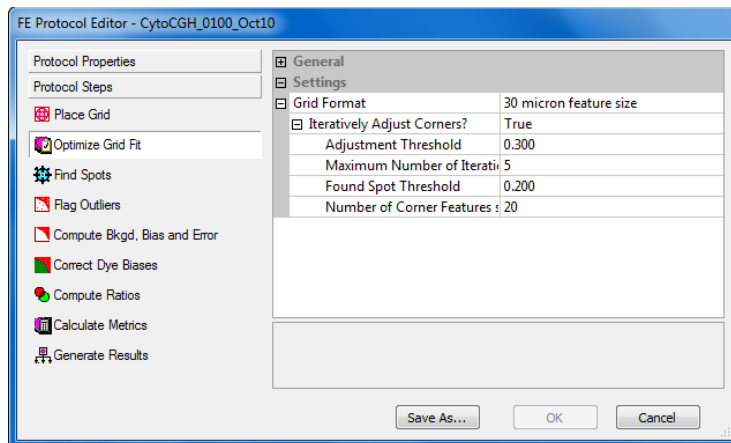 FE Protocol Editor - CytoCGH_0100_Oct10
Protocol Properties
Protocol Steps
Place Grid
Optimize Grid Fit
Find Spots
Flag Outliers
Compute Bkgd, Bias and Error
Correct Dye Biases
Compute Ratios
Calculate Metrics
Generate Results
General
Settings
Grid Format 30 micron feature size
Iteratively Adjust Corners? True
Adjustment Threshold 0.300
Maximum Number of Iterati 5
Found Spot Threshold 0.200
Number of Corner Features s 20
Save As... OK Cancel